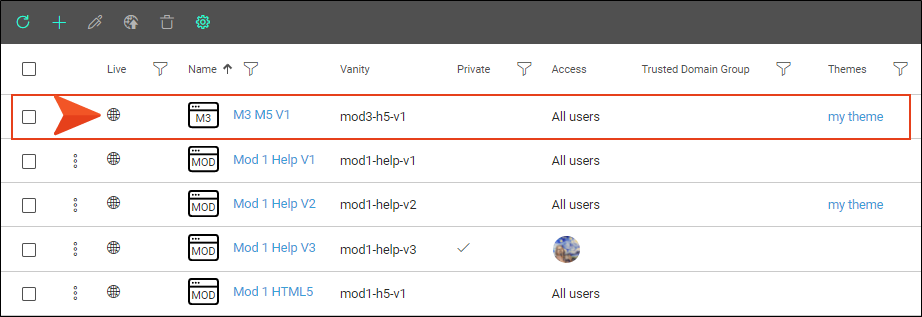 Live Name Vanity Private Access Trusted Domain Group Themes
M3 M3 M5 V1 mod3-h5-v1 All users my theme
MOD Mod 1 Help V1 mod1-help-v1 All users
MOD Mod 1 Help V2 mod1-help-v2 All users my theme
MOD Mod 1 Help V3 mod1-help-v3
MOD Mod 1 HTML5 mod1-h5-v1 All users